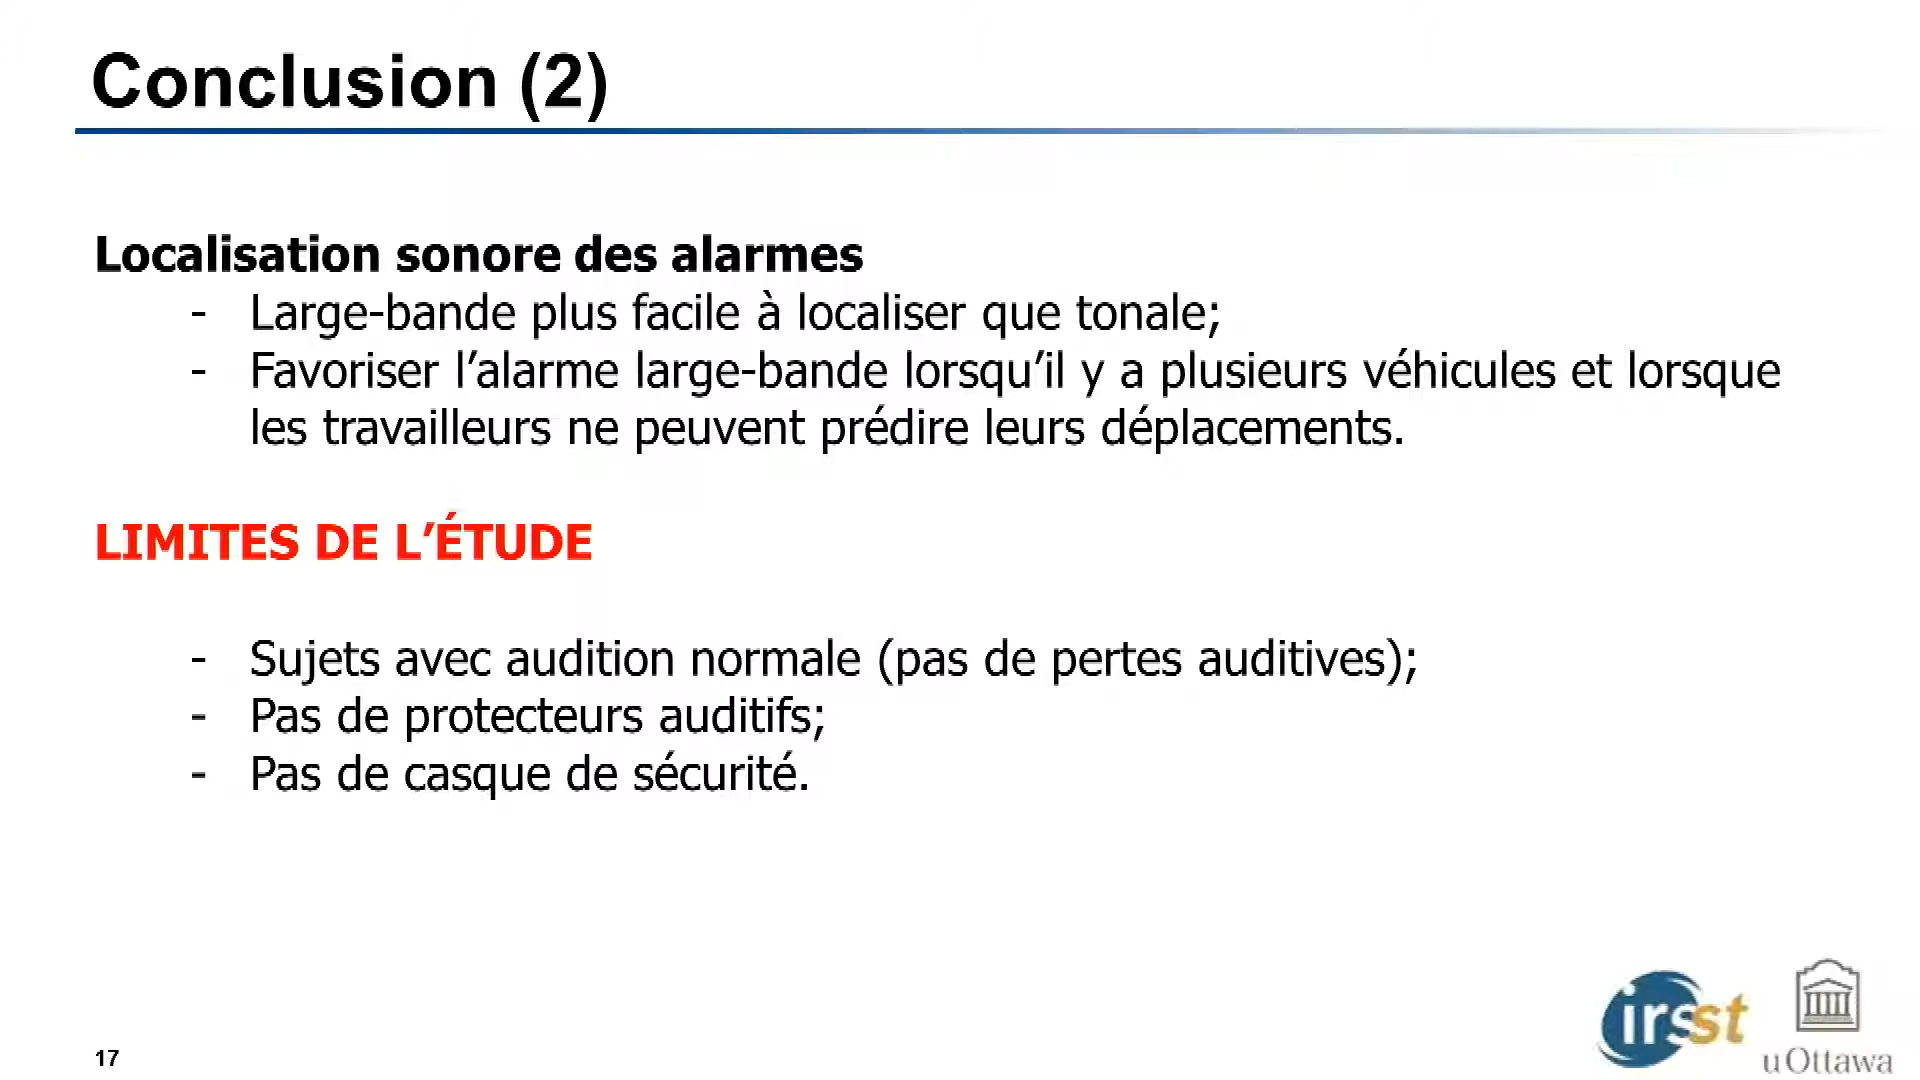 Conclusion (2)
Localisation sonore des alarmes
- Large-bande plus facile à localiser que tonale;
- Favoriser l’alarme large-bande lorsqu’il y a plusieurs véhicules et lorsque
les travailleurs ne peuvent prédire leurs déplacements.
LIMITES DE L’ÉTUDE
- Sujets avec audition normale (pas de pertes auditives);
- Pas de protecteurs auditifs;
- Pas de casque de sécurité.
irsst
uOttawa
17